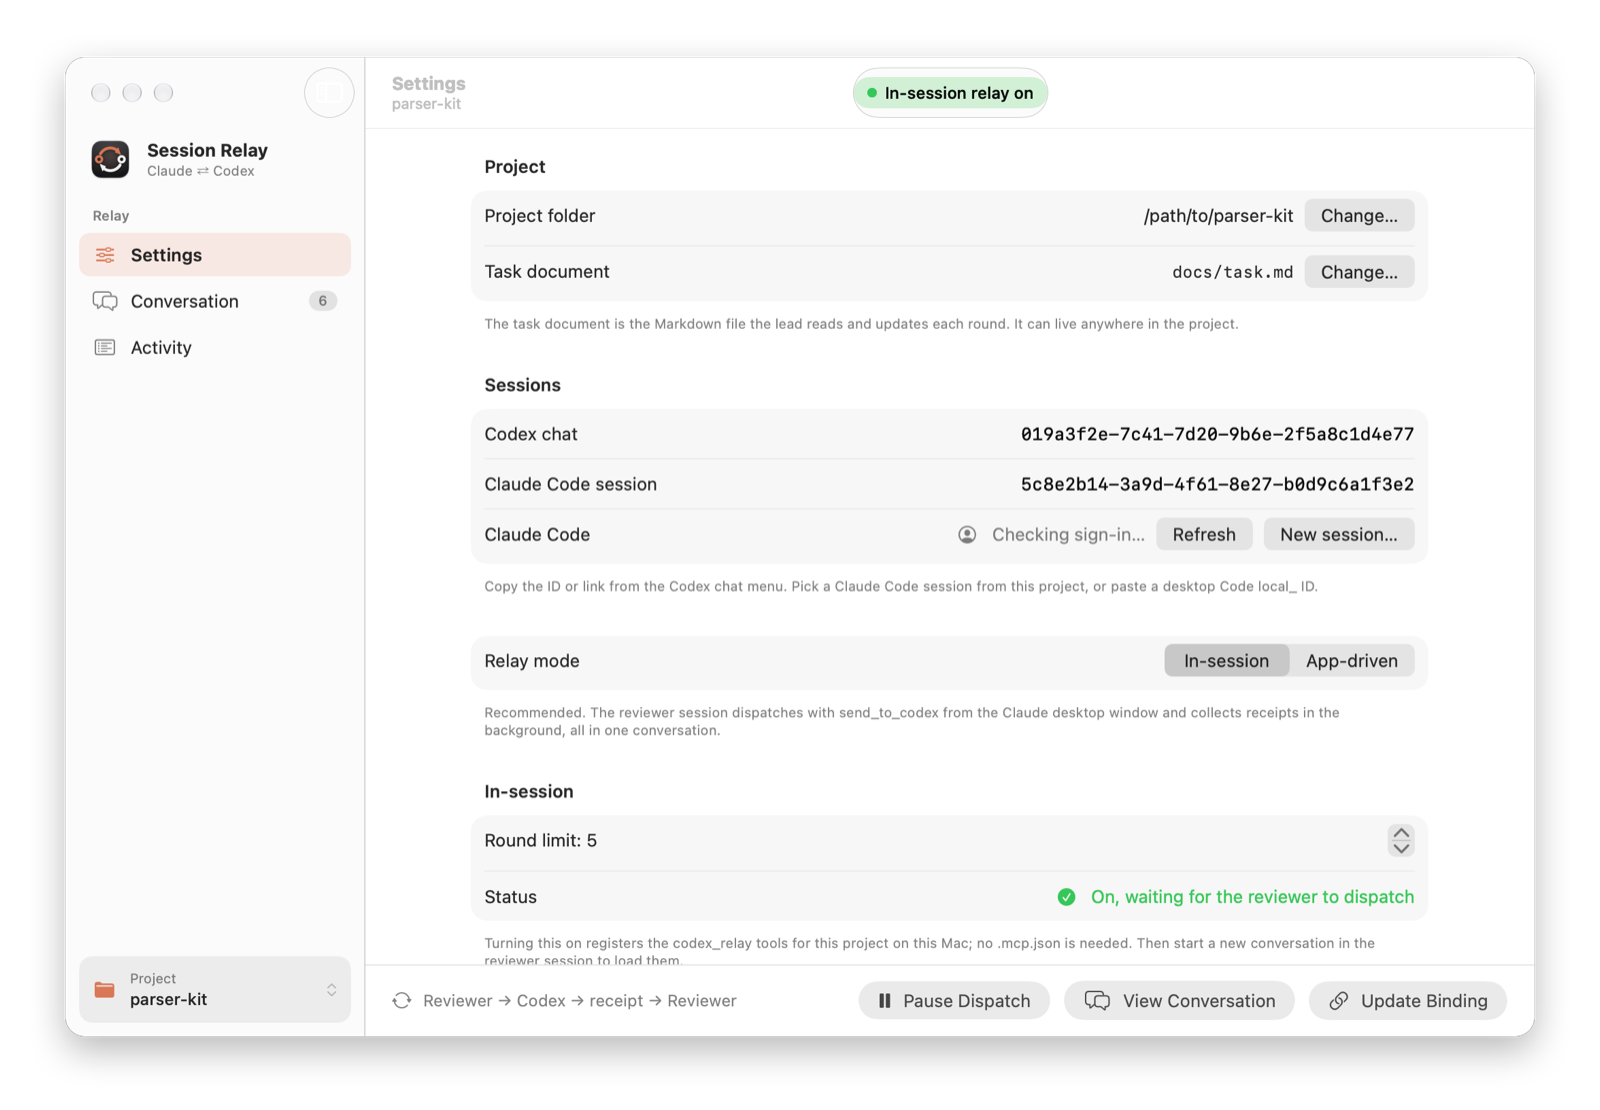 Settings
parser-kit
In-session relay on
Session Relay
Claude ⇌ Codex
Relay
Settings
Conversation 6
Activity
Project
parser-kit
Project
Project folder /path/to/parser-kit Change...
Task document docs/task.md Change...
The task document is the Markdown file the lead reads and updates each round. It can live anywhere in the project.
Sessions
Codex chat 019a3f2e-7c41-7d20-9b6e-2f5a8c1d4e77
Claude Code session 5c8e2b14-3a9d-4f61-8e27-b0d9c6a1f3e2
Claude Code Checking sign-in... Refresh New session...
Copy the ID or link from the Codex chat menu. Pick a Claude Code session from this project, or paste a desktop Code local_ ID.
Relay mode In-session App-driven
Recommended. The reviewer session dispatches with send_to_codex from the Claude desktop window and collects receipts in the
background, all in one conversation.
In-session
Round limit: 5
Status On, waiting for the reviewer to dispatch
Turning this on registers the codex_relay tools for this project on this Mac; no .mcp.json is needed. Then start a new conversation in the
reviewer session to load them.
Reviewer → Codex → receipt → Reviewer
Pause Dispatch View Conversation Update Binding